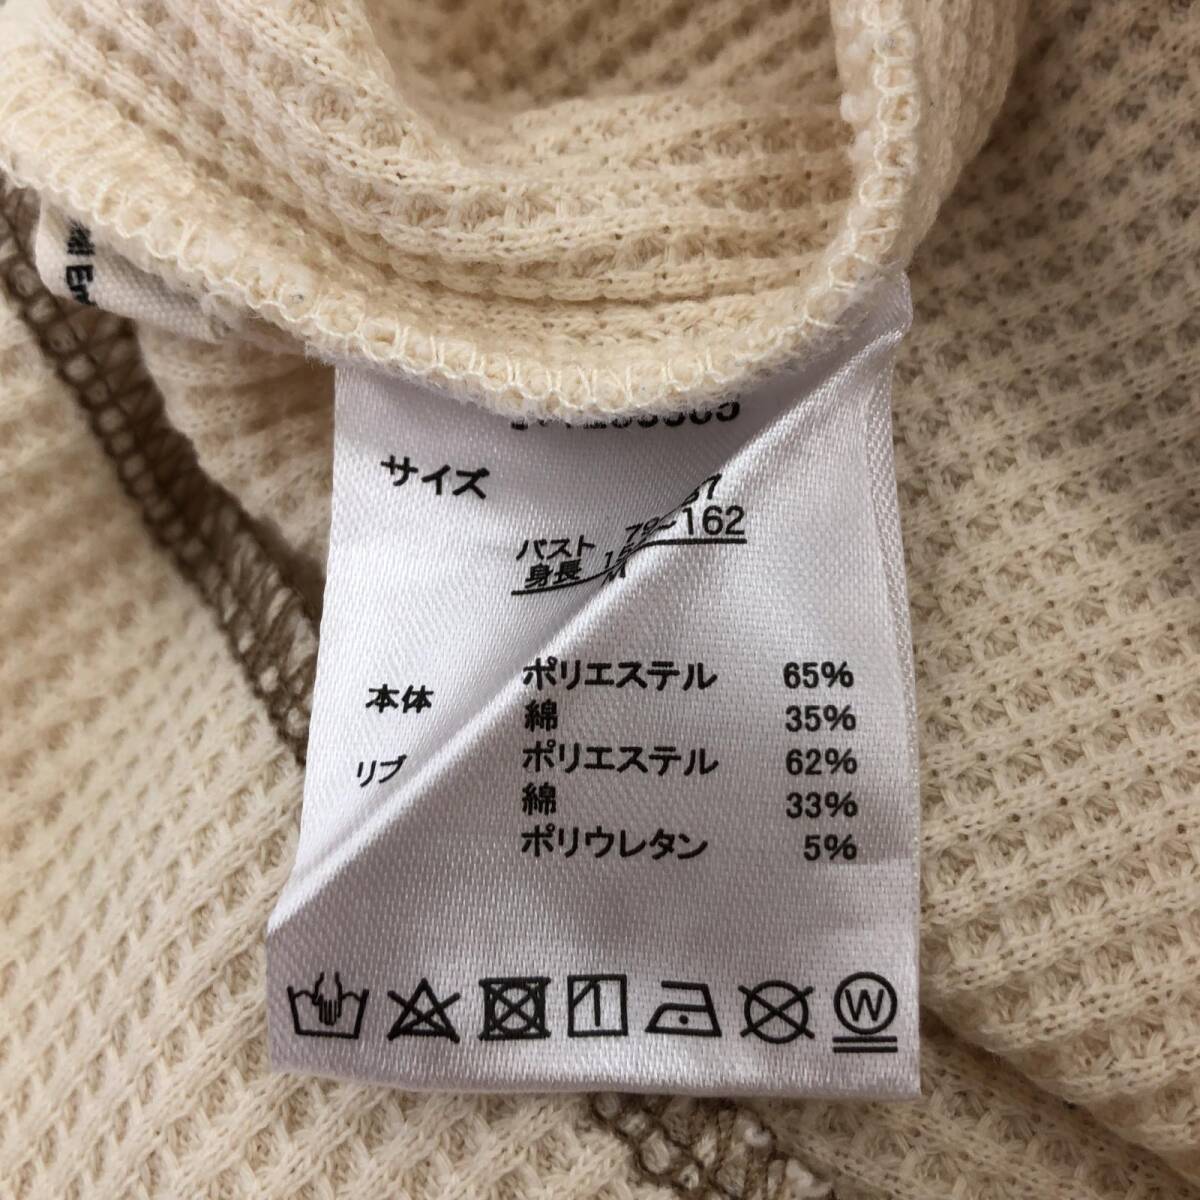 サイズ
バスト 79~87
身長 162
M
本体 ポリエステル 65%
綿 35%
リブ ポリエステル 62%
綿 33%
ポリウレタン 5%
W